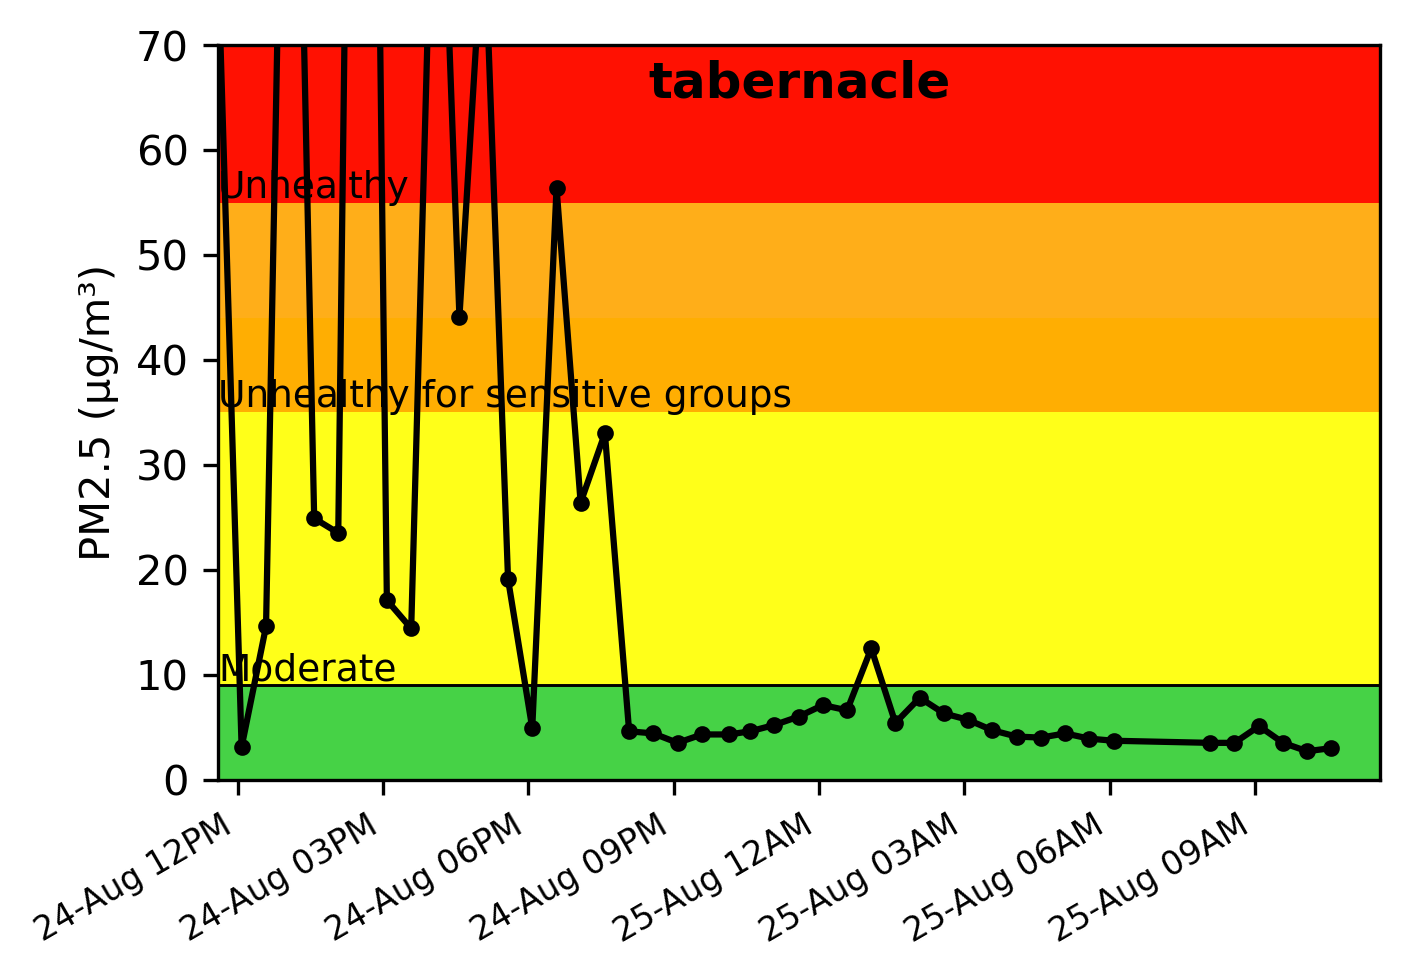 tabernacle
PM2.5 (µg/m³)
70
60
50
40
30
20
10
0
Unhealthy
Unhealthy for sensitive groups
Moderate
24-Aug 12PM
24-Aug 03PM
24-Aug 06PM
24-Aug 09PM
25-Aug 12AM
25-Aug 03AM
25-Aug 06AM
25-Aug 09AM